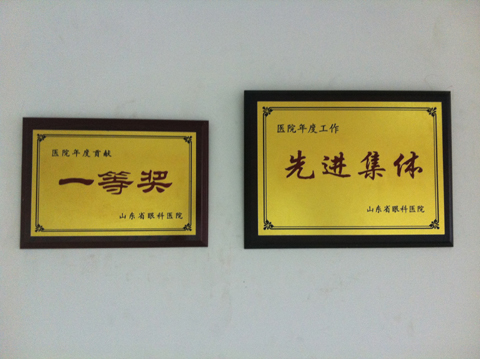 医院年度贡献
一等奖
山东省眼科医院
医院年度工作
先进集体
山东省眼科医院